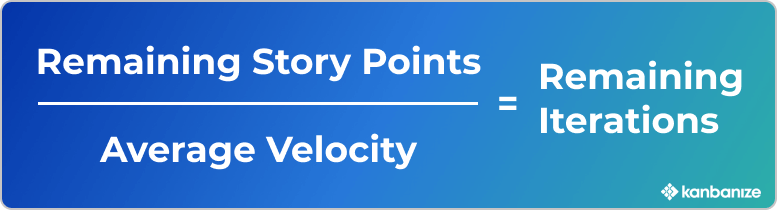 Remaining Story Points
Average Velocity
=
Remaining
Iterations
kanbanize